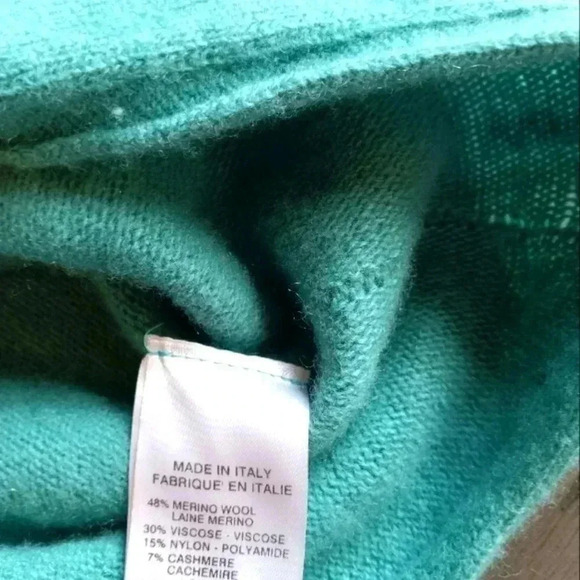 MADE IN ITALY
FABRIQUE' EN ITALIE
48% MERINO WOOL
LAINE MERINO
30% VISCOSE - VISCOSE
15% NYLON - POLYAMIDE
7% CASHMERE
CACHEMIRE